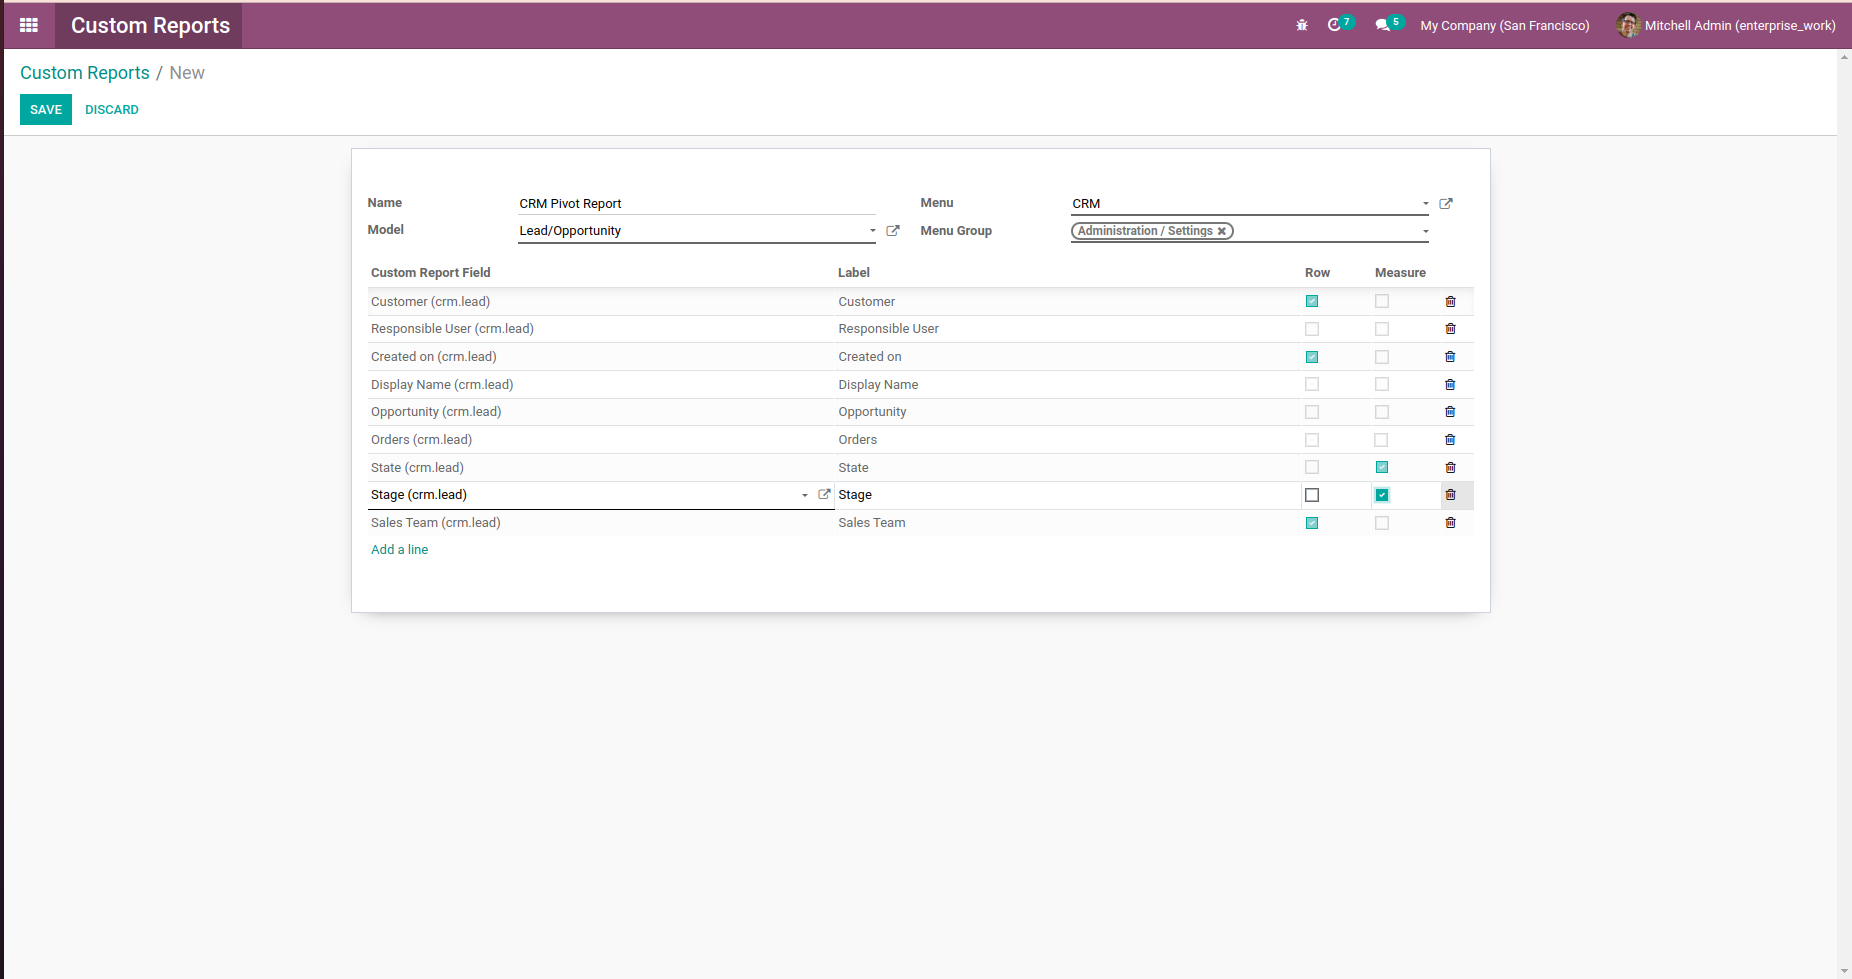 Custom Reports 7 5 My Company (San Francisco) Mitchell Admin (enterprise_work)
Custom Reports / New
SAVE DISCARD
Name CRM Pivot Report Menu CRM
Model Lead/Opportunity Menu Group Administration / Settings ✖
Custom Report Field Label Row Measure
Customer (crm.lead) Customer
Responsible User (crm.lead) Responsible User
Created on (crm.lead) Created on
Display Name (crm.lead) Display Name
Opportunity (crm.lead) Opportunity
Orders (crm.lead) Orders
State (crm.lead) State
Stage (crm.lead) Stage
Sales Team (crm.lead) Sales Team
Add a line